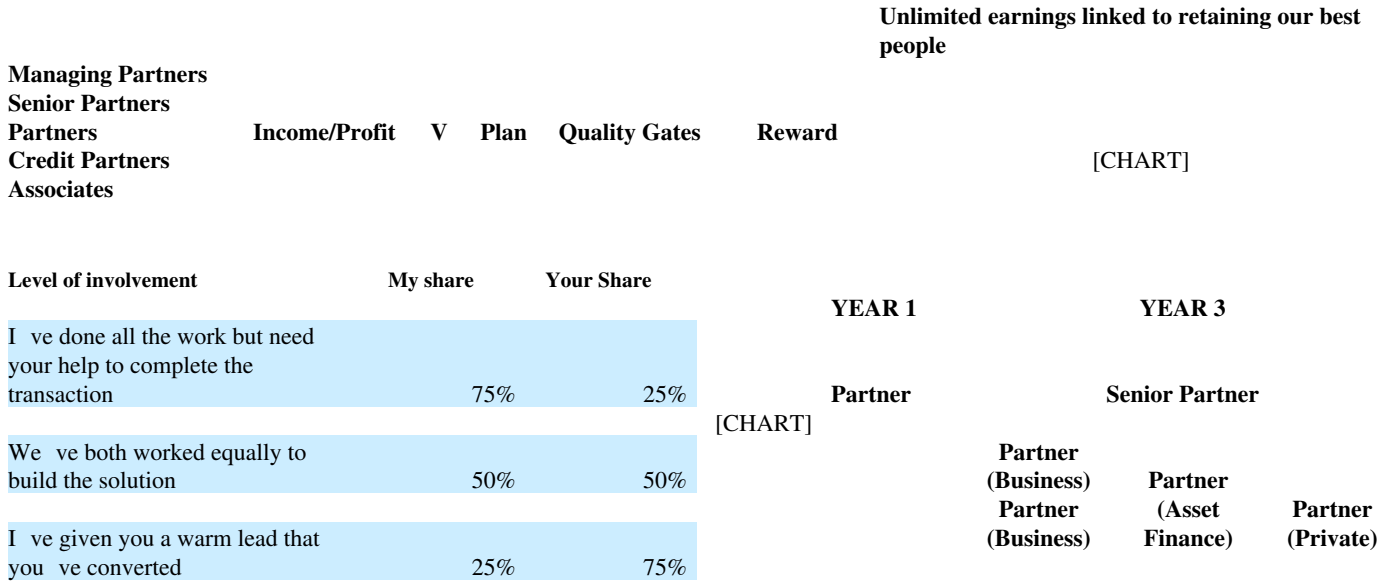 Unlimited earnings linked to retaining our best
people
Managing Partners
Senior Partners
Partners Income/Profit V Plan Quality Gates Reward
Credit Partners [CHART]
Associates
Level of involvement My share Your Share
YEAR 1 YEAR 3
I ve done all the work but need
your help to complete the
transaction 75% 25%
Partner Senior Partner
[CHART]
We ve both worked equally to
build the solution 50% 50%
Partner
(Business) Partner
Partner (Asset Partner
(Business) Finance) (Private)
I ve given you a warm lead that
you ve converted 25% 75%